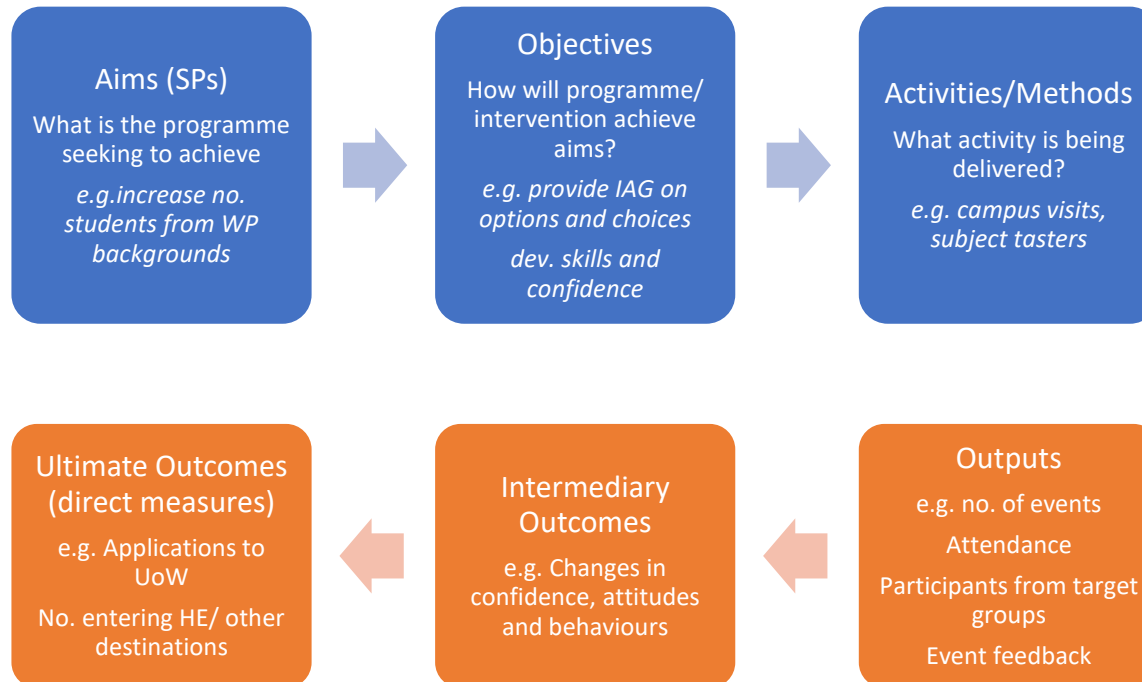 Aims (SPs)
What is the programme
seeking to achieve
e.g.increase no.
students from WP
backgrounds
Objectives
How will programme/
intervention achieve
aims?
e.g. provide IAG on
options and choices
dev. skills and
confidence
Activities/Methods
What activity is being
delivered?
e.g. campus visits,
subject tasters
Ultimate Outcomes
(direct measures)
e.g. Applications to
UoW
No. entering HE/ other
destinations
Intermediary
Outcomes
e.g. Changes in
confidence, attitudes
and behaviours
Outputs
e.g. no. of events
Attendance
Participants from target
groups
Event feedback